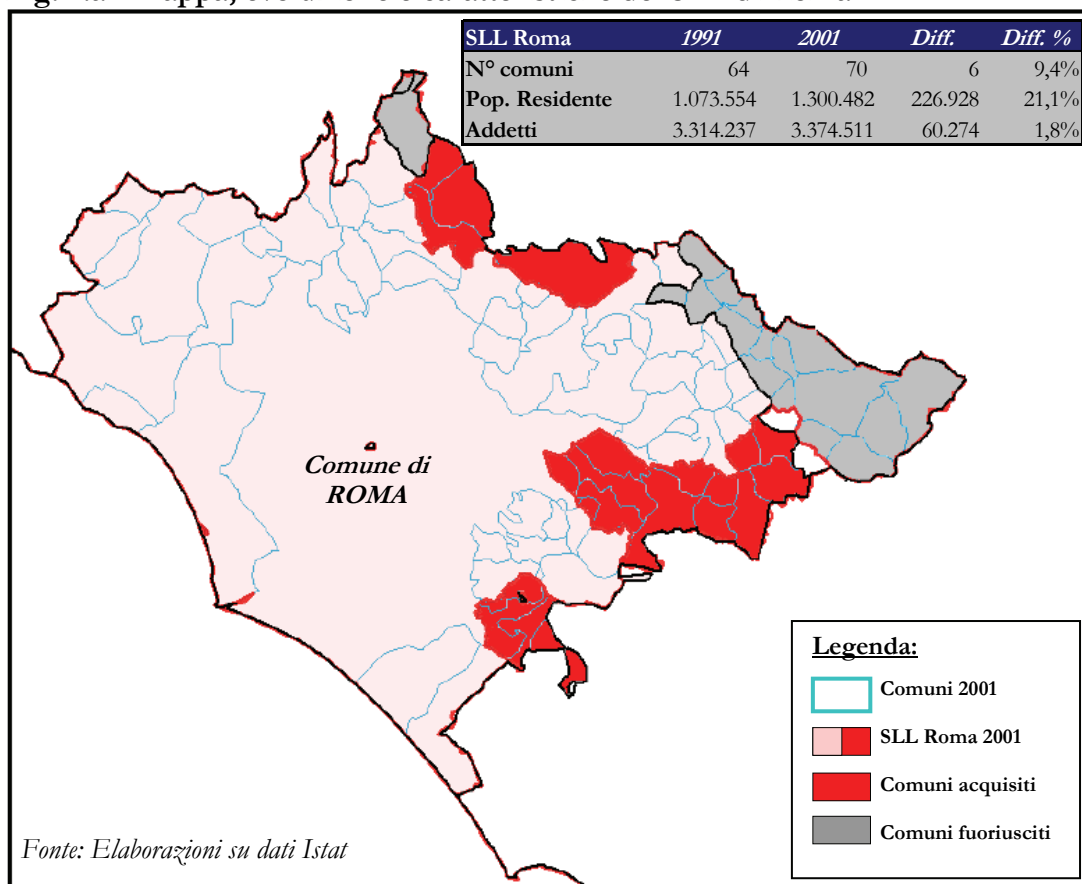 SLL Roma 1991 2001 Diff. Diff. %
N° comuni 64 70 6 9,4%
Pop. Residente 1.073.554 1.300.482 226.928 21,1%
Addetti 3.314.237 3.374.511 60.274 1,8%
Comune di
ROMA
Legenda:
Comuni 2001
SLL Roma 2001
Comuni acquisiti
Comuni fuoriusciti
Fonte: Elaborazioni su dati Istat